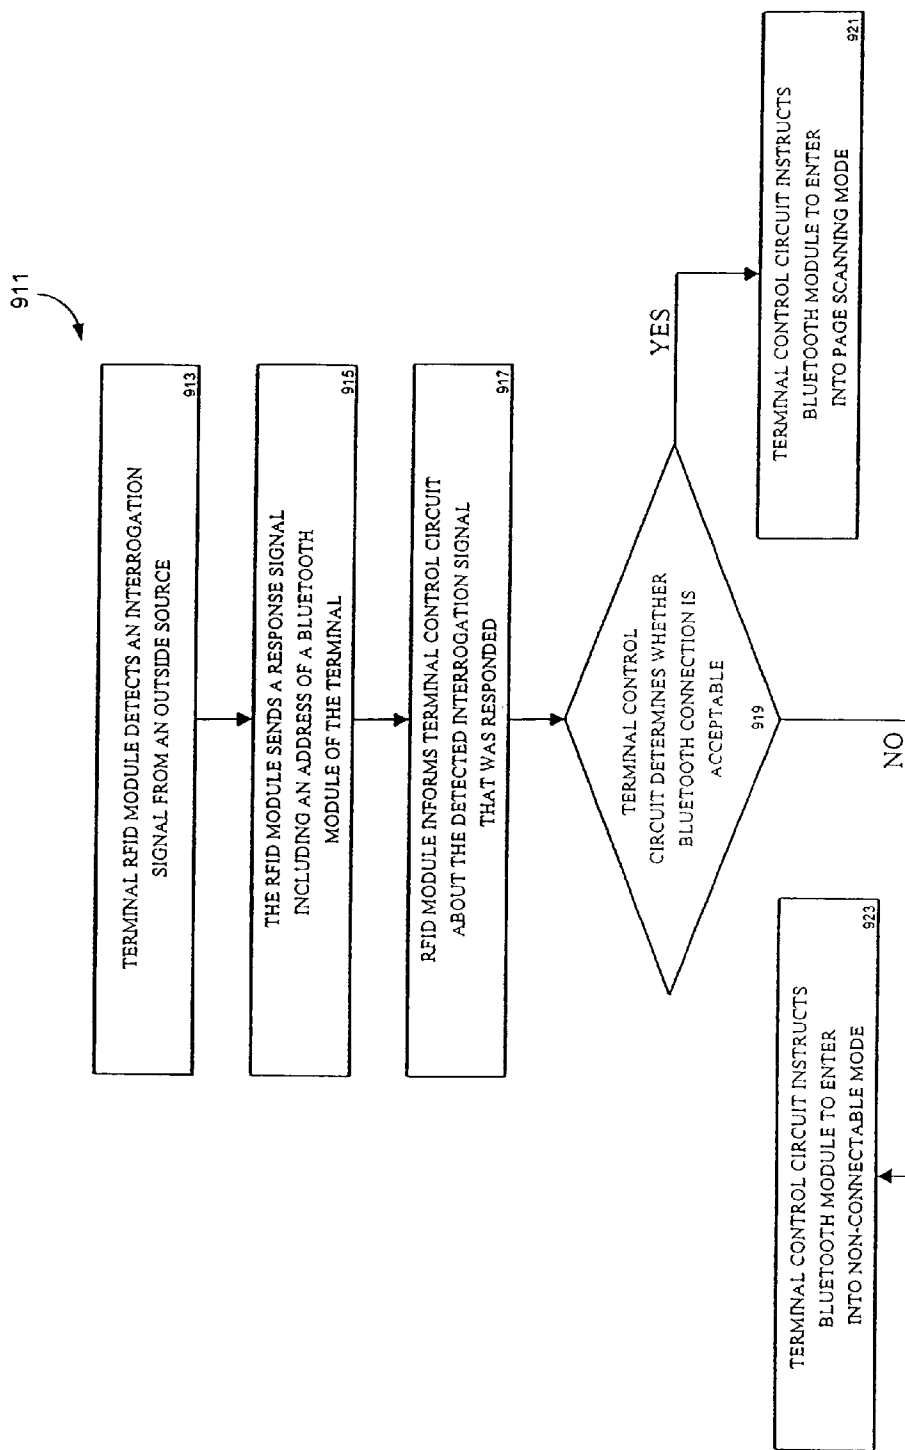 911
TERMINAL RFID MODULE DETECTS AN INTERROGATION
SIGNAL FROM AN OUTSIDE SOURCE
913
THE RFID MODULE SENDS A RESPONSE SIGNAL
INCLUDING AN ADDRESS OF A BLUETOOTH
MODULE OF THE TERMINAL
915
RFID MODULE INFORMS TERMINAL CONTROL CIRCUIT
ABOUT THE DETECTED INTERROGATION SIGNAL
THAT WAS RESPONDED
917
TERMINAL CONTROL
CIRCUIT DETERMINES WHETHER
BLUETOOTH CONNECTION IS
ACCEPTABLE
919
YES
TERMINAL CONTROL CIRCUIT INSTRUCTS
BLUETOOTH MODULE TO ENTER
INTO PAGE SCANNING MODE
921
NO
TERMINAL CONTROL CIRCUIT INSTRUCTS
BLUETOOTH MODULE TO ENTER
INTO NON-CONNECTABLE MODE
923